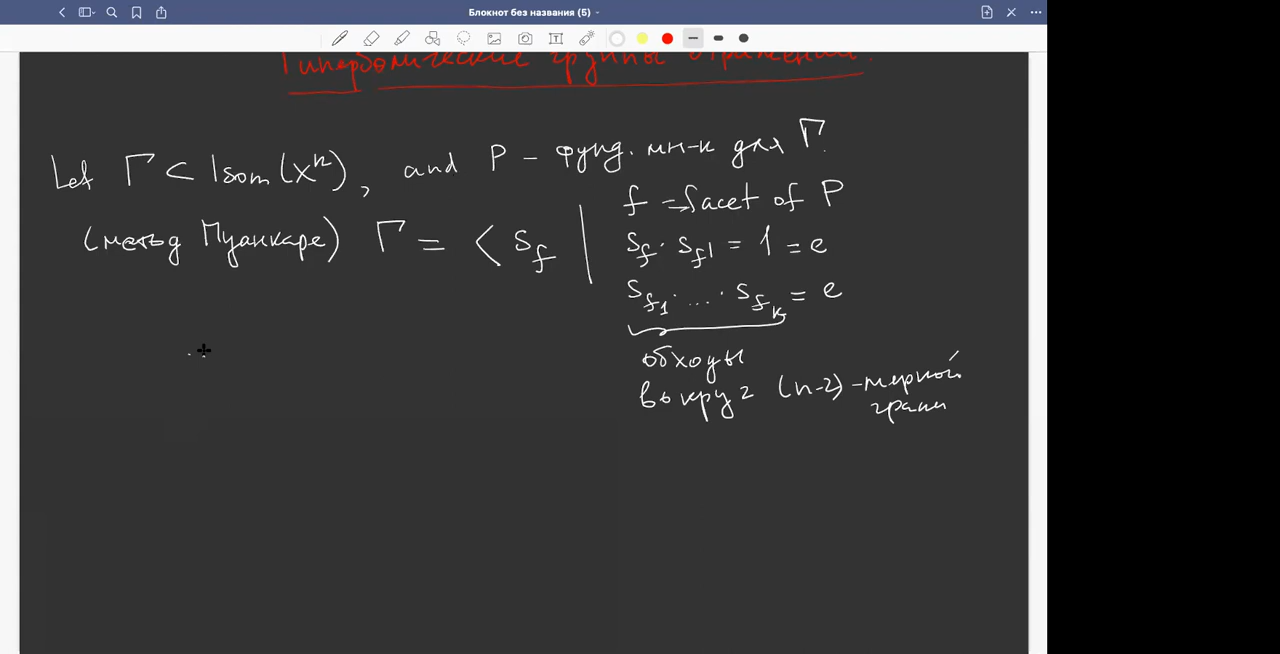 Блокнот без названия (5)
Гиперболические группы отражений.
Let Γ ⊂ Isom(Xⁿ), and P – фунд. мн-к для Γ.
(метод Пуанкаре) Γ = < S_f |
f = facet of P
S_f · S_f' = 1 = e
S_f₁ · ... · S_fₖ = e
обходы
вокруг (n-2)-мерной
грани